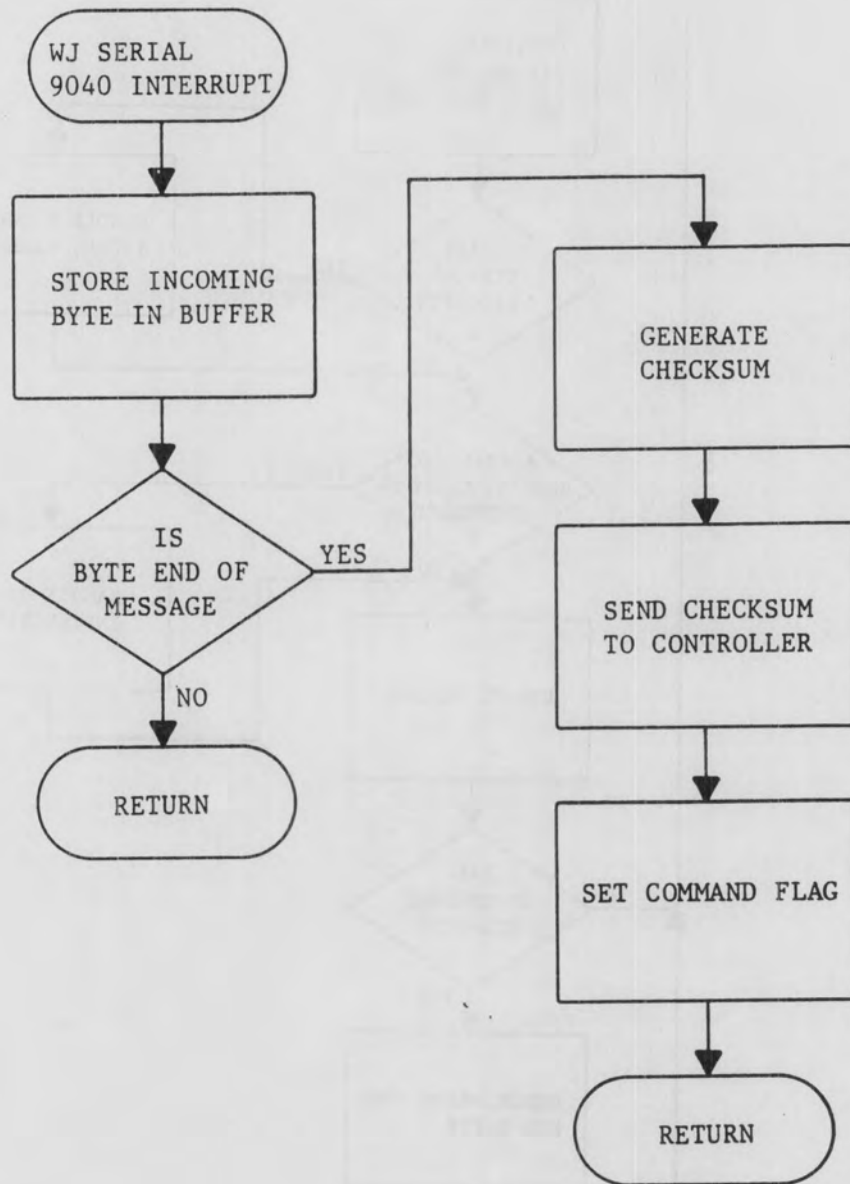 WJ SERIAL
9040 INTERRUPT
STORE INCOMING
BYTE IN BUFFER
IS
BYTE END OF
MESSAGE
YES
NO
RETURN
GENERATE
CHECKSUM
SEND CHECKSUM
TO CONTROLLER
SET COMMAND FLAG
RETURN